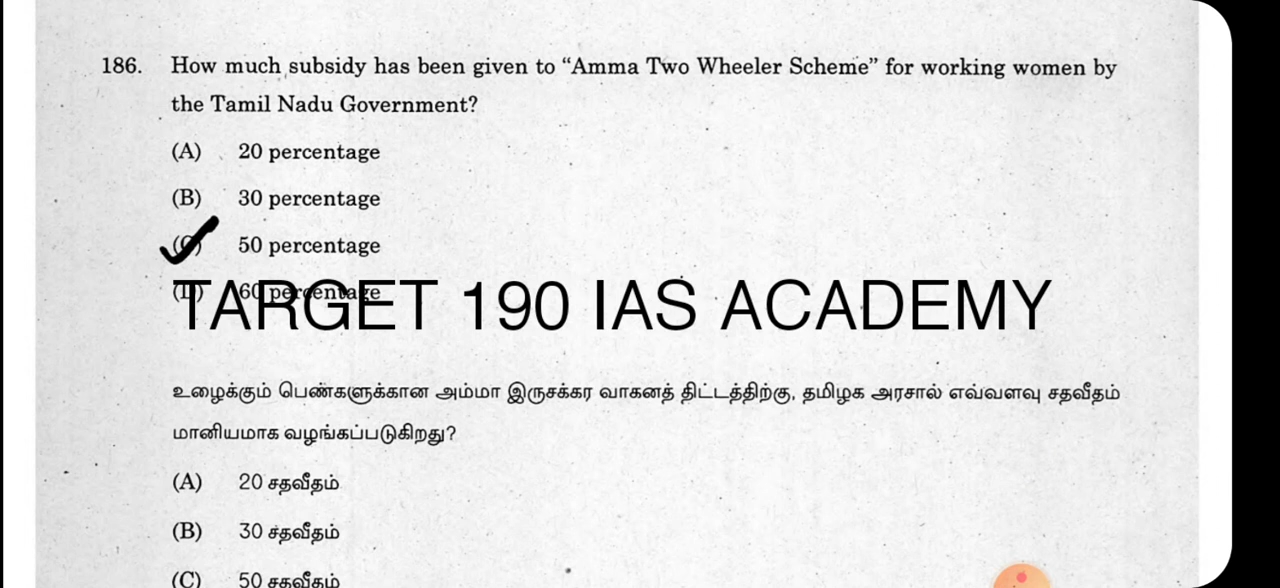 186. How much subsidy has been given to “Amma Two Wheeler Scheme” for working women by
the Tamil Nadu Government?
(A) 20 percentage
(B) 30 percentage
(C) 50 percentage
(D) 60 percentage
TARGET 190 IAS ACADEMY
உழைக்கும் பெண்களுக்கான அம்மா இருசக்கர வாகனத் திட்டத்திற்கு, தமிழக அரசால் எவ்வளவு சதவீதம்
மானியமாக வழங்கப்படுகிறது?
(A) 20 சதவீதம்
(B) 30 சதவீதம்
(C) 50 சதவீதம்